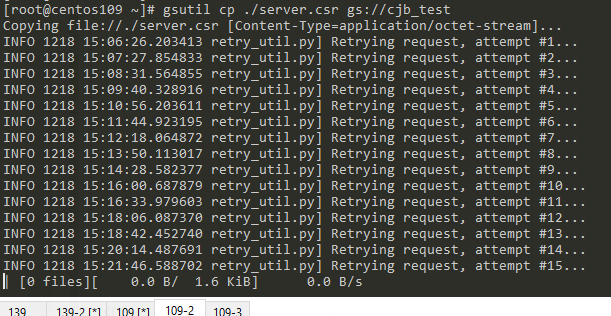 [root@centos109 ~]# gsutil cp ./server.csr gs://cjb_test
Copying file://./server.csr [Content-Type=application/octet-stream]...
INFO 1218 15:06:26.203413 retry_util.py] Retrying request, attempt #1...
INFO 1218 15:07:27.854833 retry_util.py] Retrying request, attempt #2...
INFO 1218 15:08:31.564855 retry_util.py] Retrying request, attempt #3...
INFO 1218 15:09:40.328916 retry_util.py] Retrying request, attempt #4...
INFO 1218 15:10:56.203611 retry_util.py] Retrying request, attempt #5...
INFO 1218 15:11:44.923195 retry_util.py] Retrying request, attempt #6...
INFO 1218 15:12:18.064872 retry_util.py] Retrying request, attempt #7...
INFO 1218 15:13:50.113017 retry_util.py] Retrying request, attempt #8...
INFO 1218 15:14:28.582377 retry_util.py] Retrying request, attempt #9...
INFO 1218 15:16:00.687879 retry_util.py] Retrying request, attempt #10...
INFO 1218 15:16:33.979603 retry_util.py] Retrying request, attempt #11...
INFO 1218 15:18:06.087370 retry_util.py] Retrying request, attempt #12...
INFO 1218 15:18:42.452740 retry_util.py] Retrying request, attempt #13...
INFO 1218 15:20:14.487691 retry_util.py] Retrying request, attempt #14...
INFO 1218 15:21:46.588702 retry_util.py] Retrying request, attempt #15...
| [0 files][    0.0 B/  1.6 KiB]    0.0 B/s
139 139-2 [*] 109 [*] 109-2 109-3